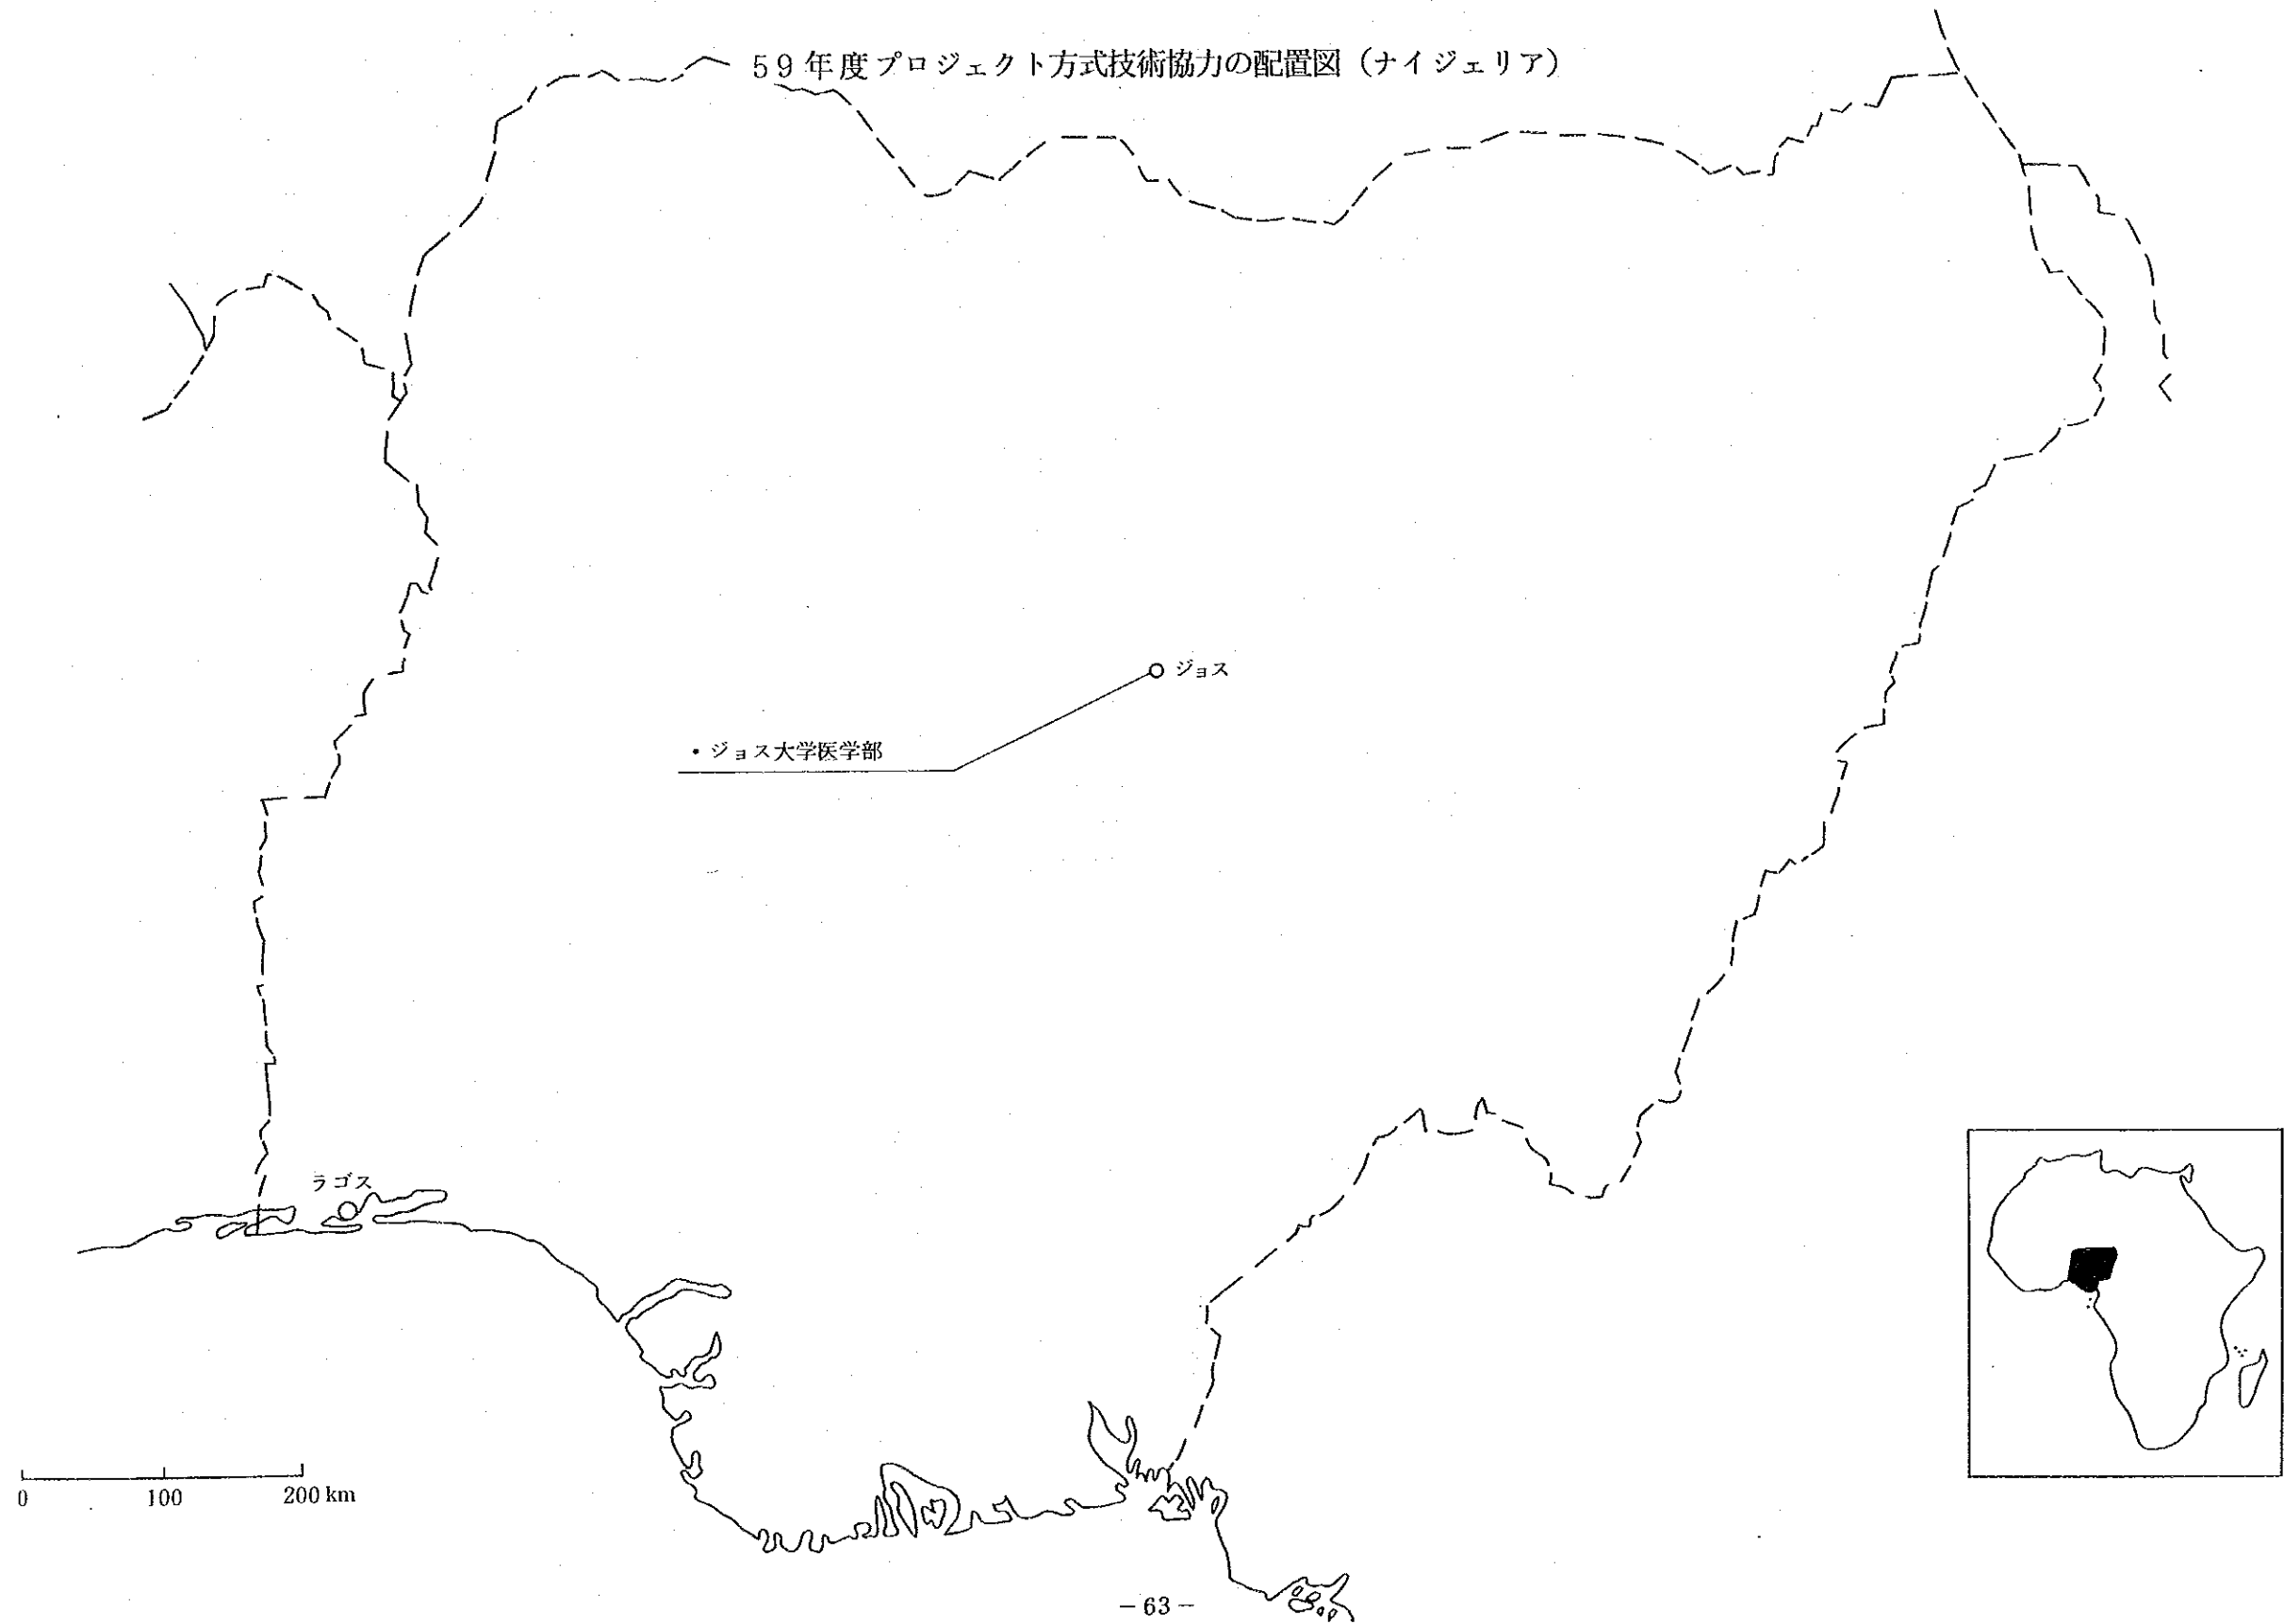 59年度プロジェクト方式技術協力の配置図（ナイジェリア）
ジョス
・ジョス大学医学部
ラゴス
0 100 200 km
－63－